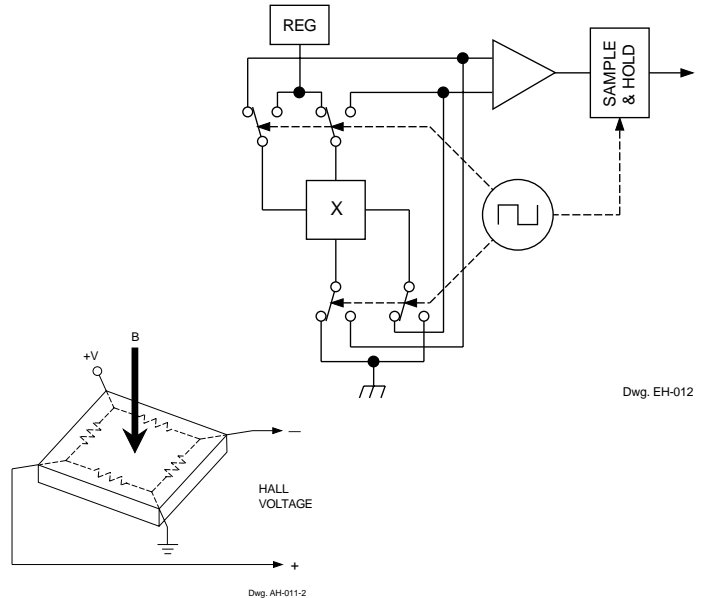 REG
SAMPLE
& HOLD
X
Dwg. EH-012
B
+V
—
HALL
VOLTAGE
+
Dwg. AH-011-2